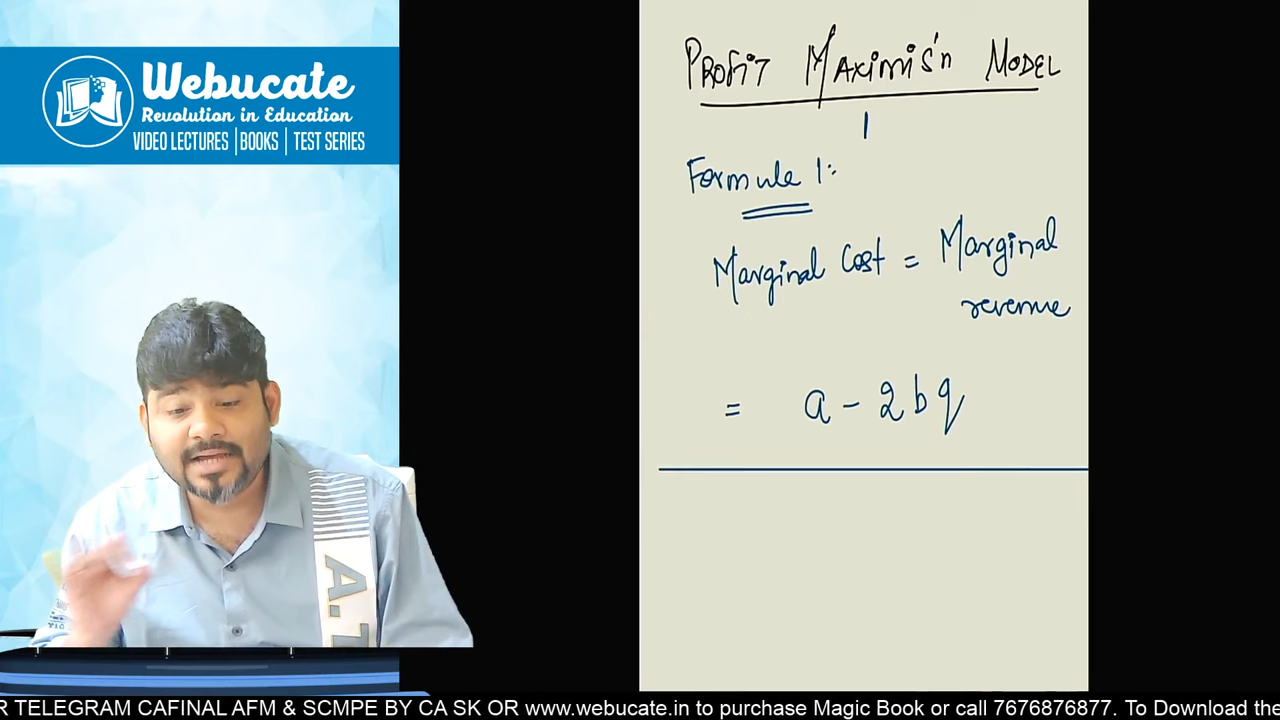 Webucate
Revolution in Education
VIDEO LECTURES | BOOKS | TEST SERIES
PROFIT MAXIMIS'n MODEL
1
Formule 1:
Marginal Cost = Marginal
revenue
= a - 2bq
A.T
R TELEGRAM CAFINAL AFM & SCMPE BY CA SK OR www.webucate.in to purchase Magic Book or call 7676876877. To Download the